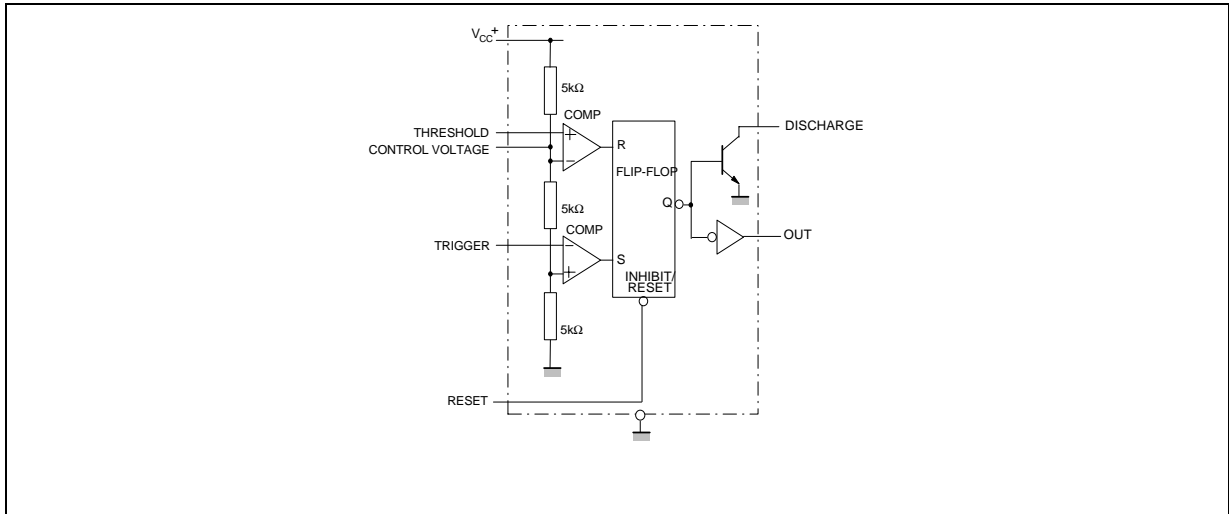 VCC+
5kΩ
COMP
THRESHOLD
+
DISCHARGE
CONTROL VOLTAGE
R
−
FLIP-FLOP
Q
5kΩ
COMP
OUT
TRIGGER
−
S
+
INHIBIT/
RESET
5kΩ
RESET